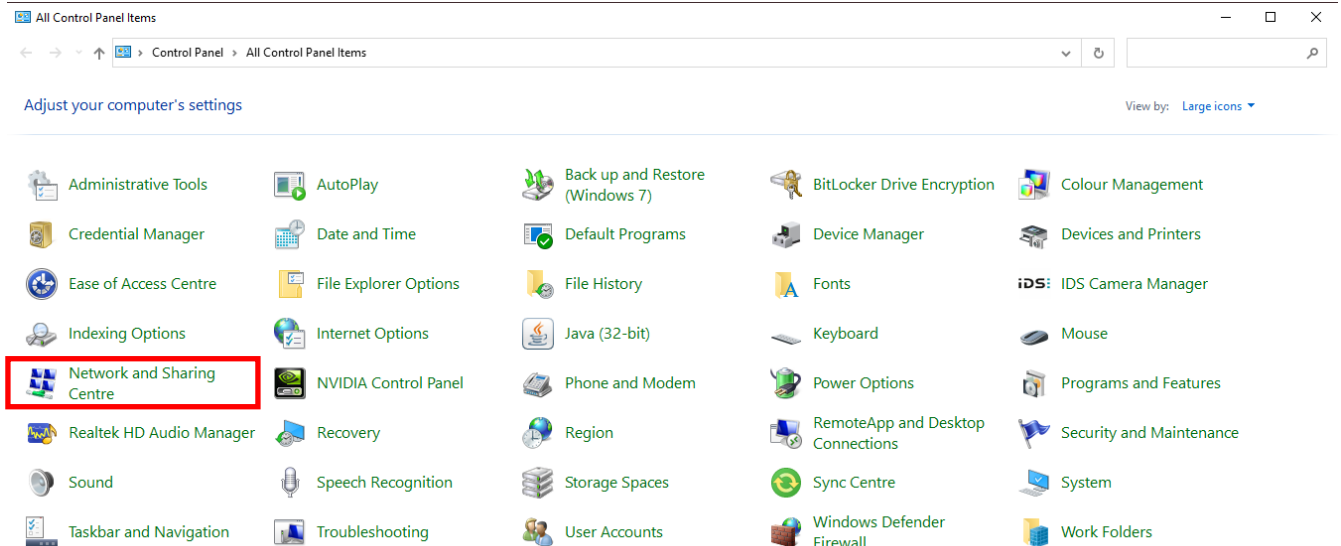 All Control Panel Items
Control Panel > All Control Panel Items
Adjust your computer's settings
View by: Large icons
Administrative Tools
AutoPlay
Back up and Restore
(Windows 7)
BitLocker Drive Encryption
Colour Management
Credential Manager
Date and Time
Default Programs
Device Manager
Devices and Printers
Ease of Access Centre
File Explorer Options
File History
Fonts
iDS:
IDS Camera Manager
Indexing Options
Internet Options
Java (32-bit)
Keyboard
Mouse
Network and Sharing
Centre
NVIDIA Control Panel
Phone and Modem
Power Options
Programs and Features
Realtek HD Audio Manager
Recovery
Region
RemoteApp and Desktop
Connections
Security and Maintenance
Sound
Speech Recognition
Storage Spaces
Sync Centre
System
Taskbar and Navigation
Troubleshooting
User Accounts
Windows Defender
Firewall
Work Folders